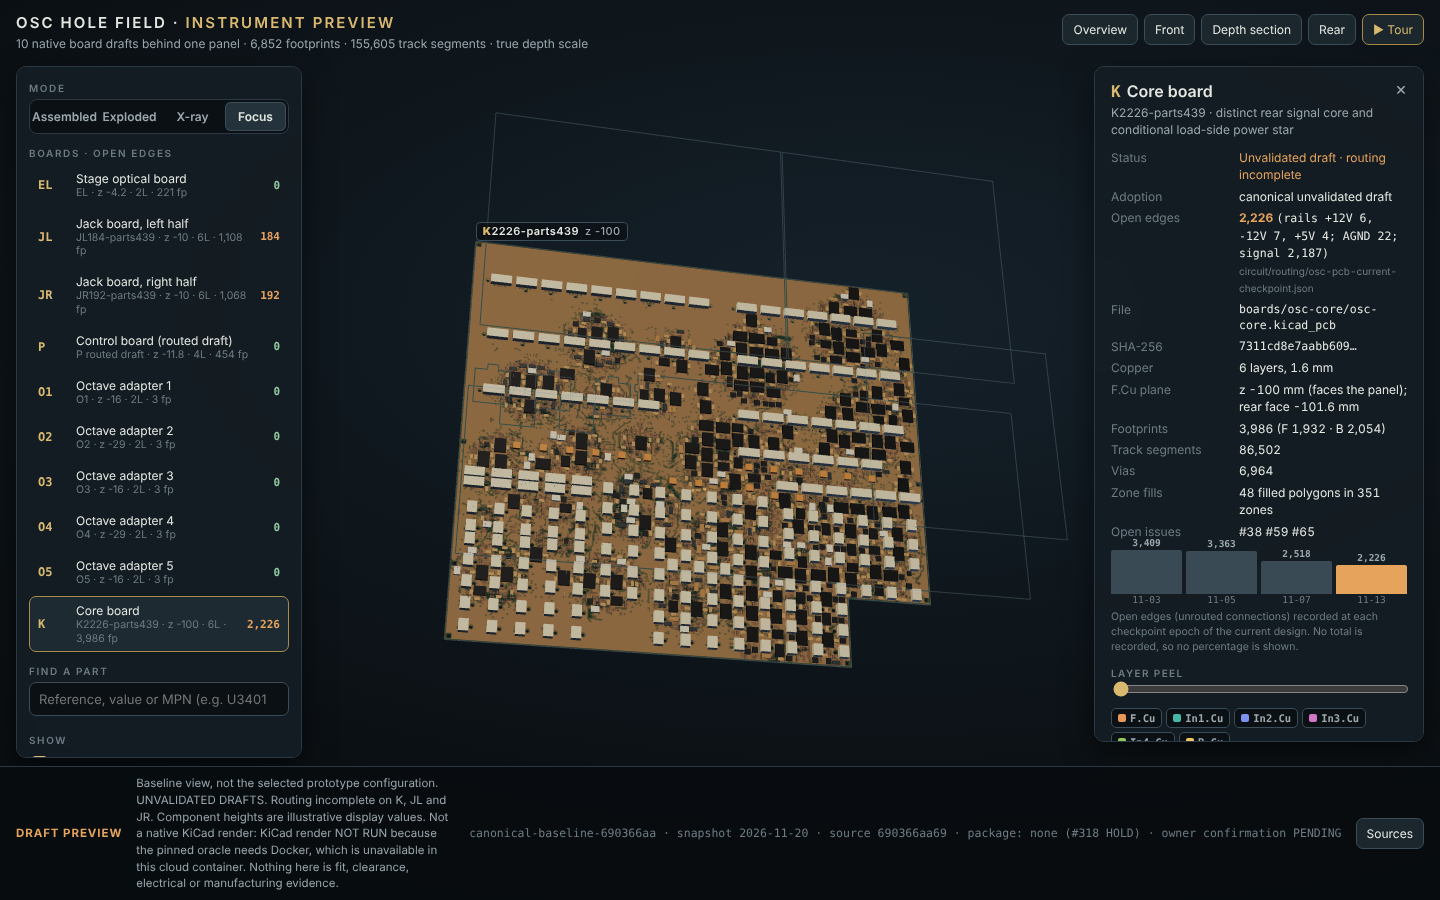 OSC HOLE FIELD · INSTRUMENT PREVIEW
10 native board drafts behind one panel · 6,852 footprints · 155,605 track segments · true depth scale
Overview
Front
Depth section
Rear
▶ Tour
MODE
Assembled
Exploded
X-ray
Focus
BOARDS · OPEN EDGES
EL
Stage optical board
EL · z -4.2 · 2L · 221 fp
0
JL
Jack board, left half
JL184-parts439 · z -10 · 6L · 1,108
fp
184
JR
Jack board, right half
JR192-parts439 · z -10 · 6L · 1,068
fp
192
P
Control board (routed draft)
P routed draft · z -11.8 · 4L · 454 fp
0
O1
Octave adapter 1
O1 · z -16 · 2L · 3 fp
0
O2
Octave adapter 2
O2 · z -29 · 2L · 3 fp
0
O3
Octave adapter 3
O3 · z -16 · 2L · 3 fp
0
O4
Octave adapter 4
O4 · z -29 · 2L · 3 fp
0
O5
Octave adapter 5
O5 · z -16 · 2L · 3 fp
0
K
Core board
K2226-parts439 · z -100 · 6L ·
3,986 fp
2,226
FIND A PART
Reference, value or MPN (e.g. U3401
SHOW
K2226-parts439 z -100
K Core board
×
K2226-parts439 · distinct rear signal core and
conditional load-side power star
Status
Unvalidated draft · routing
incomplete
Adoption
canonical unvalidated draft
Open edges
2,226 (rails +12V 6,
-12V 7, +5V 4; AGND 22;
signal 2,187)
circuit/routing/osc-pcb-current-
checkpoint.json
File
boards/osc-core/osc-
core.kicad_pcb
SHA-256
7311cd8e7aabb609…
Copper
6 layers, 1.6 mm
F.Cu plane
z -100 mm (faces the panel);
rear face -101.6 mm
Footprints
3,986 (F 1,932 · B 2,054)
Track segments
86,502
Vias
6,964
Zone fills
48 filled polygons in 351
zones
Open issues
#38 #59 #65
3,409
3,363
2,518
2,226
11-03
11-05
11-07
11-13
Open edges (unrouted connections) recorded at each
checkpoint epoch of the current design. No total is
recorded, so no percentage is shown.
LAYER PEEL
F.Cu
In1.Cu
In2.Cu
In3.Cu
In4.Cu
B.Cu
DRAFT PREVIEW
Baseline view, not the selected prototype configuration.
UNVALIDATED DRAFTS. Routing incomplete on K, JL and
JR. Component heights are illustrative display values. Not
a native KiCad render: KiCad render NOT RUN because
the pinned oracle needs Docker, which is unavailable in
this cloud container. Nothing here is fit, clearance,
electrical or manufacturing evidence.
canonical-baseline-690366aa · snapshot 2026-11-20 · source 690366aa69 · package: none (#318 HOLD) · owner confirmation PENDING
Sources